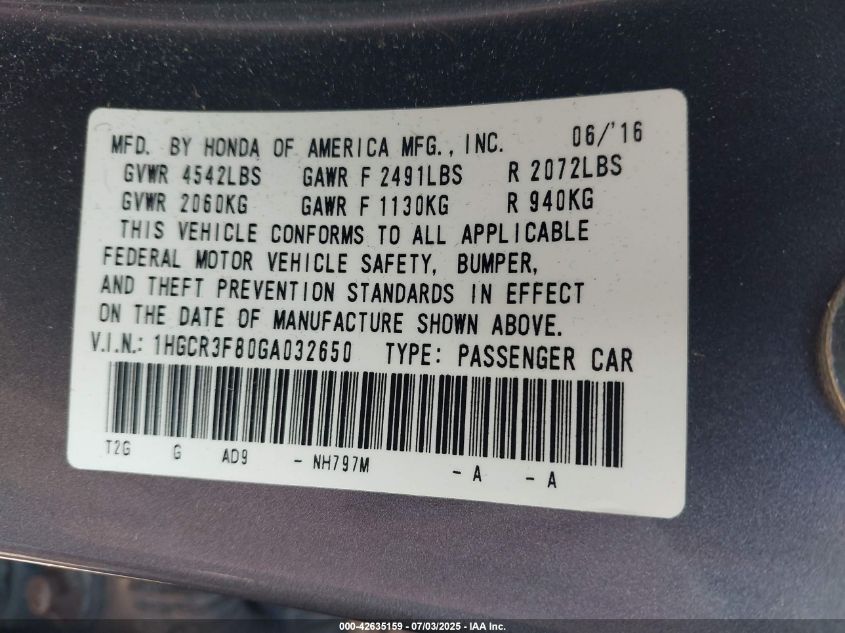 MFD. BY HONDA OF AMERICA MFG., INC. 06/'16
GVWR 4542LBS GAWR F 2491LBS R 2072LBS
GVWR 2060KG GAWR F 1130KG R 940KG
THIS VEHICLE CONFORMS TO ALL APPLICABLE
FEDERAL MOTOR VEHICLE SAFETY, BUMPER,
AND THEFT PREVENTION STANDARDS IN EFFECT
ON THE DATE OF MANUFACTURE SHOWN ABOVE.
V.I.N.: 1HGCR3F80GA032650 TYPE: PASSENGER CAR
T2G G AD9 - NH797M - A - A
000-42635159 - 07/03/2025 - IAA Inc.